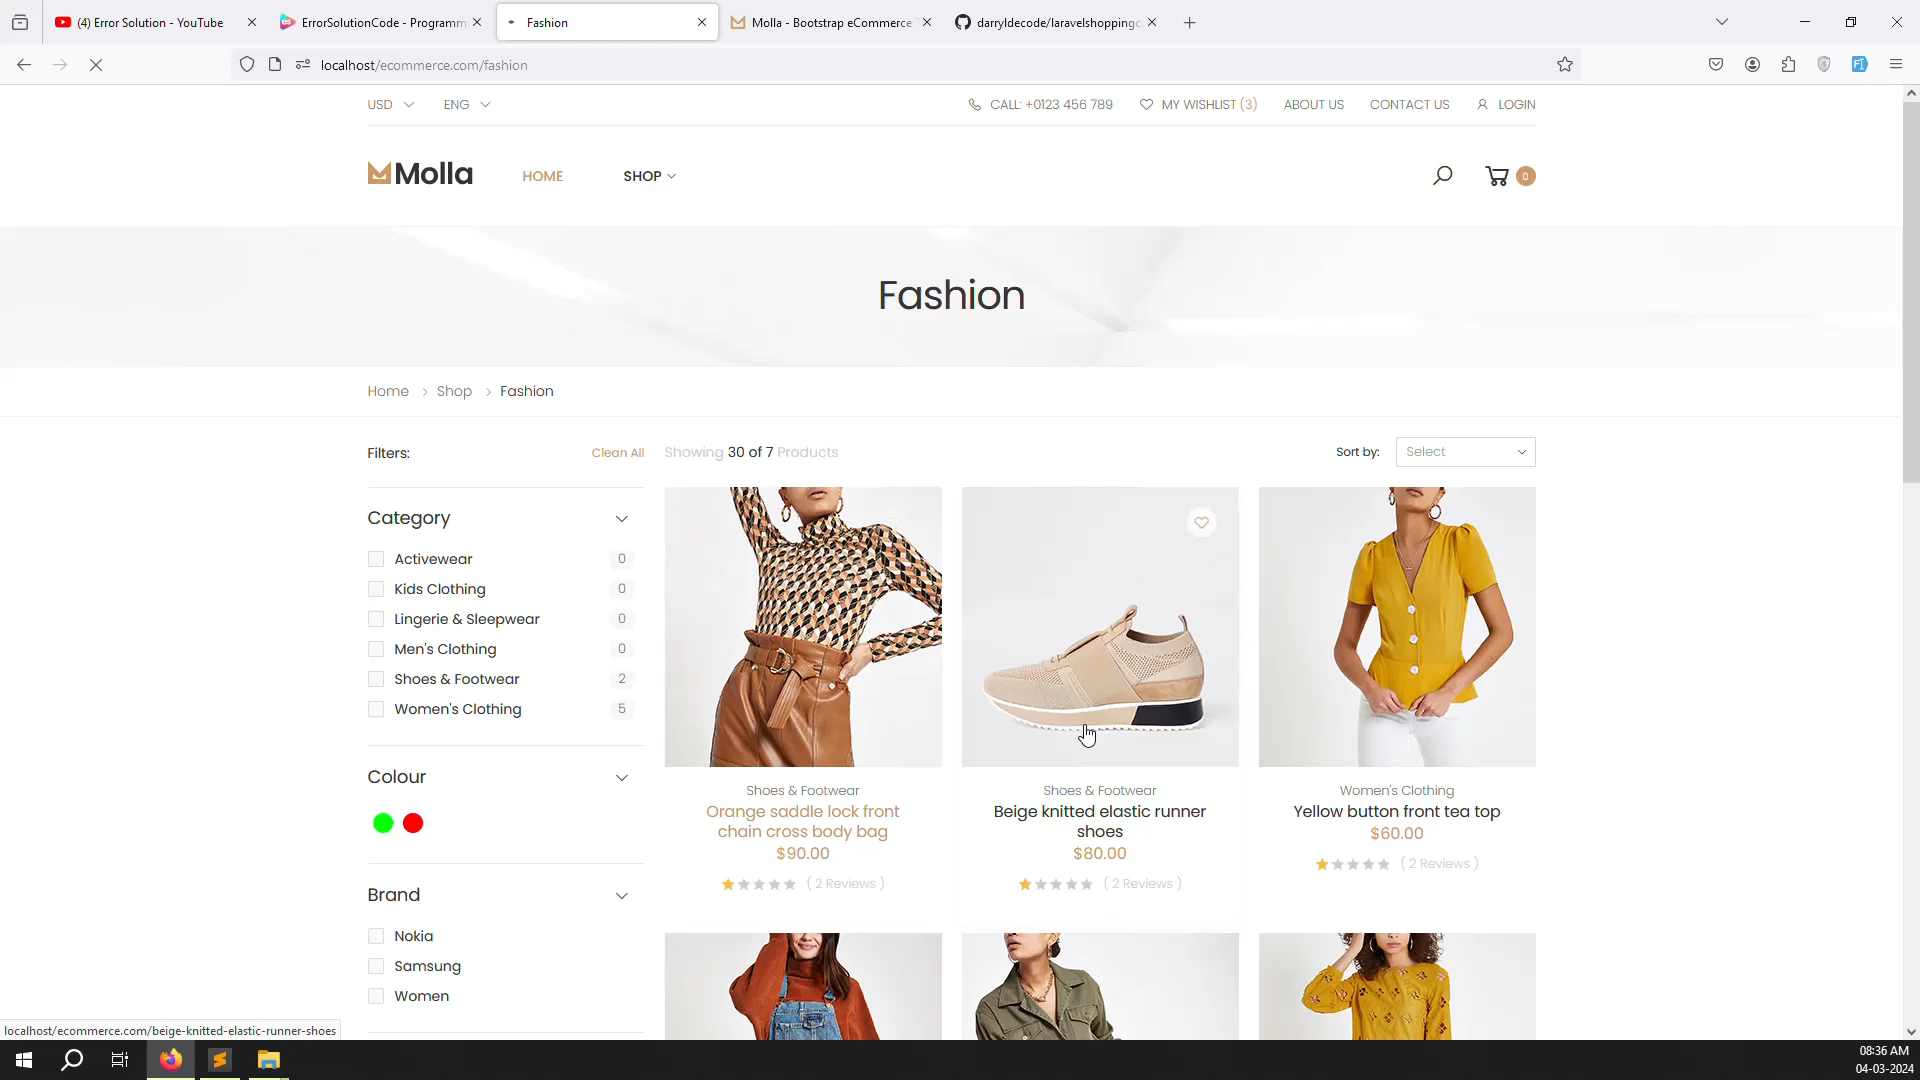 (4) Error Solution - YouTube
ErrorSolutionCode - Programm
Fashion
Molla - Bootstrap eCommerce
darryldecode/laravelshoppingc
localhost/ecommerce.com/fashion
USD
ENG
CALL: +0123 456 789
MY WISHLIST (3)
ABOUT US
CONTACT US
LOGIN
Molla
HOME
SHOP
0
Fashion
Home > Shop > Fashion
Filters:
Clean All
Showing 30 of 7 Products
Sort by:
Select
Category
Activewear 0
Kids Clothing 0
Lingerie & Sleepwear 0
Men's Clothing 0
Shoes & Footwear 2
Women's Clothing 5
Colour
Brand
Nokia
Samsung
Women
Shoes & Footwear
Orange saddle lock front
chain cross body bag
$90.00
( 2 Reviews )
Shoes & Footwear
Beige knitted elastic runner
shoes
$80.00
( 2 Reviews )
Women's Clothing
Yellow button front tea top
$60.00
( 2 Reviews )
localhost/ecommerce.com/beige-knitted-elastic-runner-shoes
08:36 AM
04-03-2024